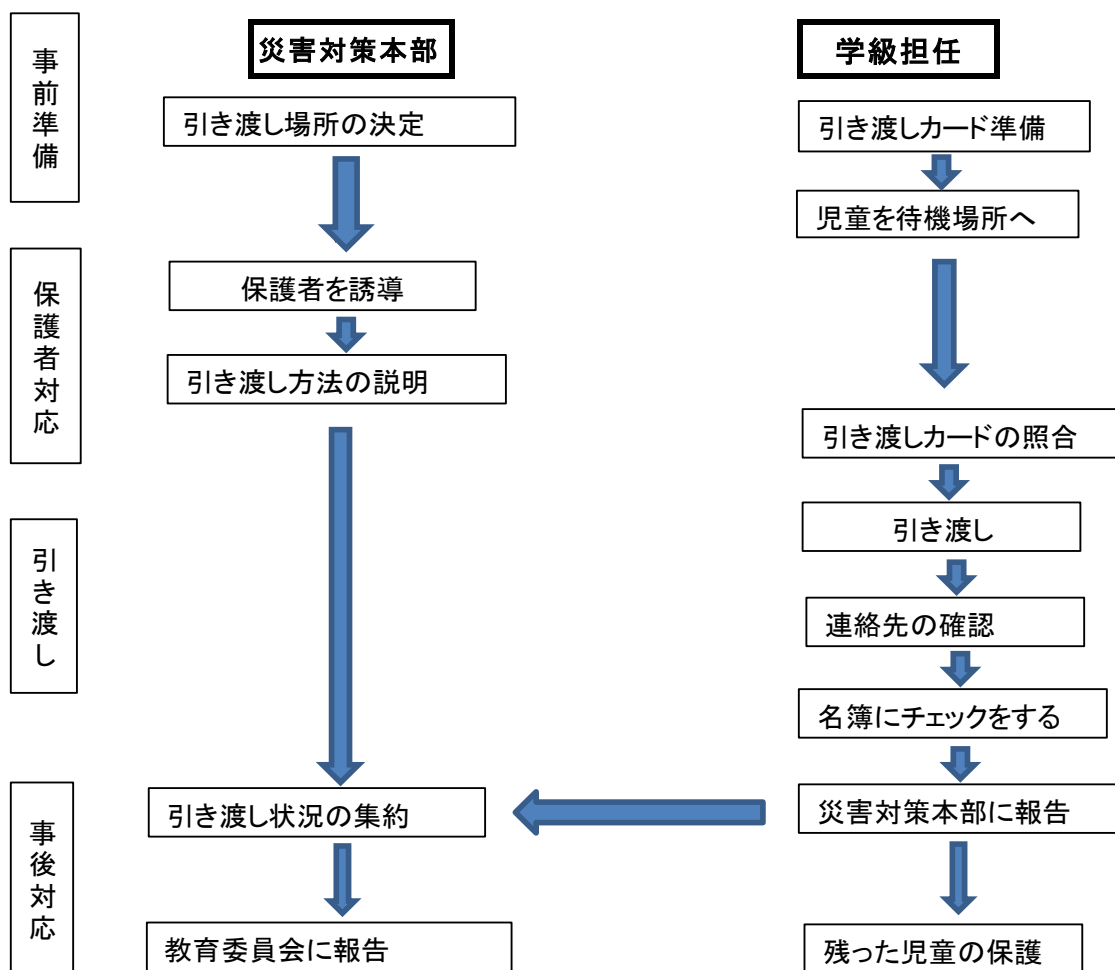 事前準備
災害対策本部
学級担任
引き渡し場所の決定
引き渡しカード準備
児童を待機場所へ
保護者対応
保護者を誘導
引き渡し方法の説明
引き渡しカードの照合
引き渡し
引き渡し
連絡先の確認
名簿にチェックをする
事後対応
引き渡し状況の集約
災害対策本部に報告
教育委員会に報告
残った児童の保護